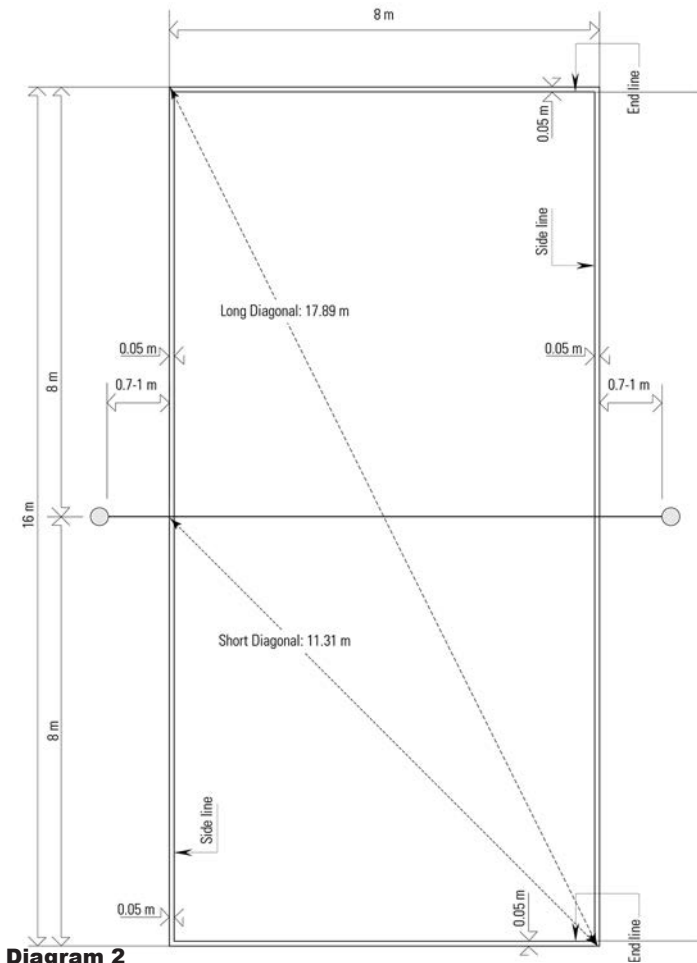 8 m
End line
0.05 m
Side line
Long Diagonal: 17.89 m
0.05 m
0.05 m
0.7-1 m
0.7-1 m
8 m
16 m
Short Diagonal: 11.31 m
8 m
Side line
0.05 m
0.05 m
End line
Diagram 2